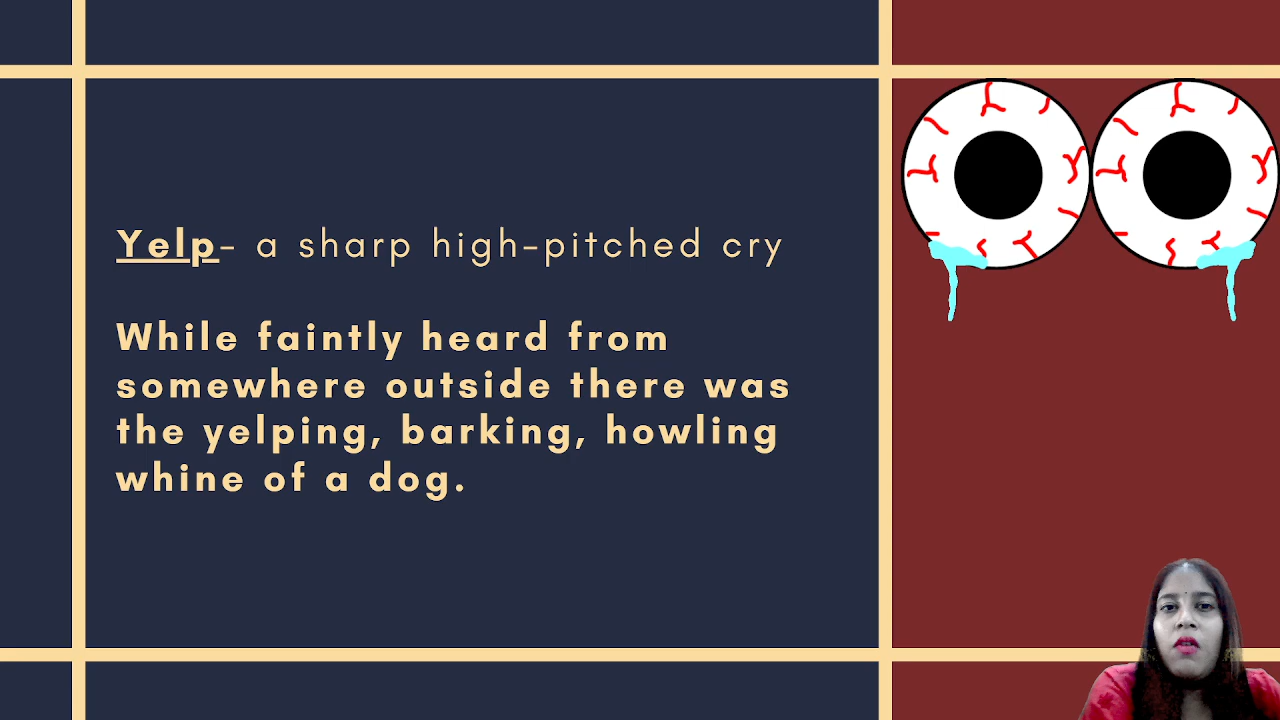 Yelp- a sharp high-pitched cry
While faintly heard from
somewhere outside there was
the yelping, barking, howling
whine of a dog.